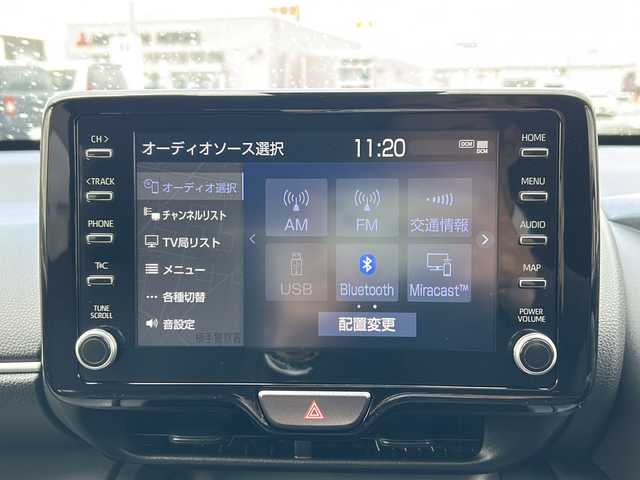 CH >
< TRACK
PHONE
TUNE
SCROLL
オーディオソース選択
11:20
DCM
オーディオ選択
チャンネルリスト
TV局リスト
メニュー
各種切替
音設定
AM
FM
交通情報
USB
Bluetooth
Miracast™
配置変更
HOME
MENU
AUDIO
MAP
POWER
VOLUME